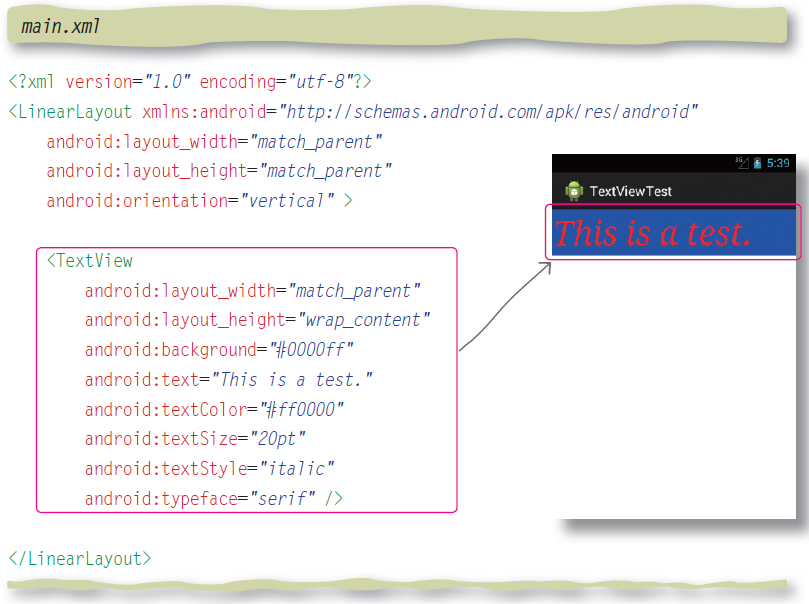 main.xml
<?xml version="1.0" encoding="utf-8"?>
<LinearLayout xmlns:android="http://schemas.android.com/apk/res/android"
android:layout_width="match_parent"
android:layout_height="match_parent"
android:orientation="vertical" >
<TextView
android:layout_width="match_parent"
android:layout_height="wrap_content"
android:background="#0000ff"
android:text="This is a test."
android:textColor="#ff0000"
android:textSize="20pt"
android:textStyle="italic"
android:typeface="serif" />
</LinearLayout>
3G 5:39
TextViewTest
This is a test.